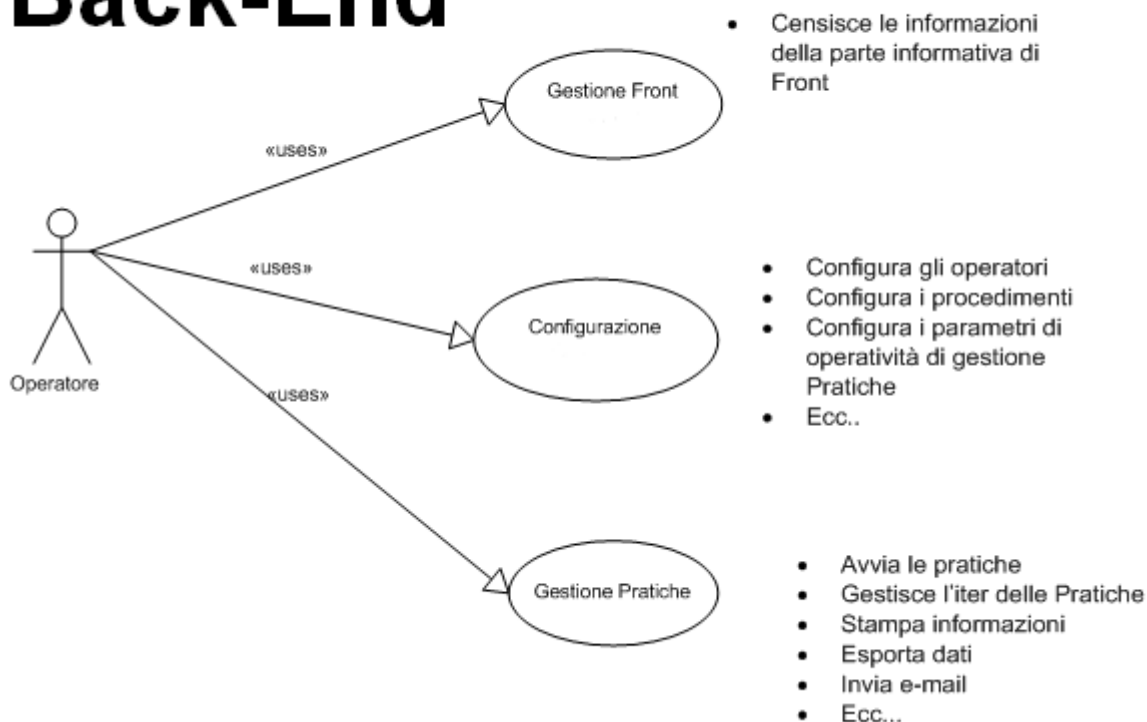 Back-End
• Censisce le informazioni
della parte informativa di
Front
Gestione Front
«uses»
«uses»
Configurazione
• Configura gli operatori
• Configura i procedimenti
• Configura i parametri di
operatività di gestione
Pratiche
• Ecc..
Operatore
«uses»
Gestione Pratiche
• Avvia le pratiche
• Gestisce l'iter delle Pratiche
• Stampa informazioni
• Esporta dati
• Invia e-mail
• Ecc...